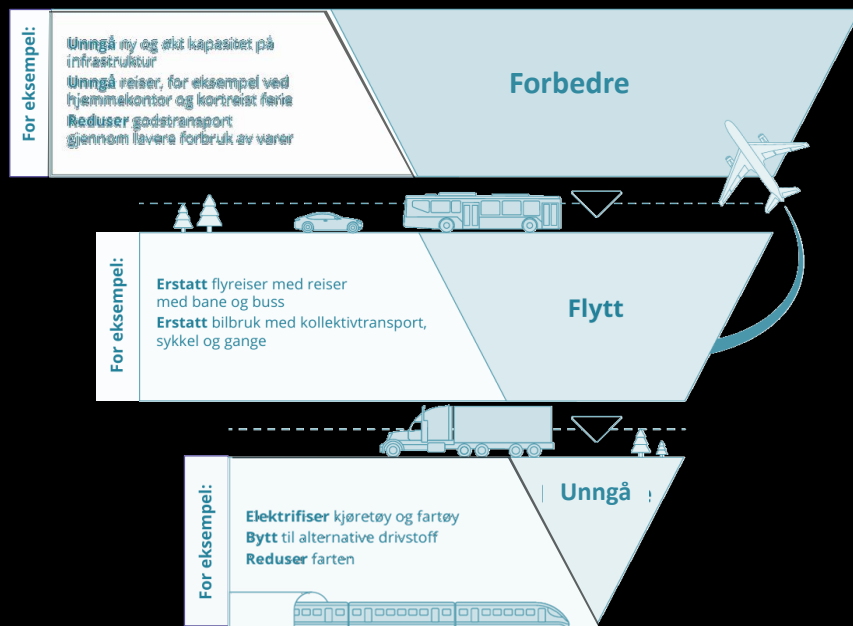 For eksempel:
Unngå ny og økt kapasitet på
infrastruktur
Unngå reiser, for eksempel ved
hjemmekontor og kortreist ferie
Reduser godstransport
gjennom lavere forbruk av varer
Forbedre
For eksempel:
Erstatt flyreiser med reiser
med bane og buss
Erstatt bilbruk med kollektivtransport,
sykkel og gange
Flytt
For eksempel:
Elektrifiser kjøretøy og fartøy
Bytt til alternative drivstoff
Reduser farten
Unngå